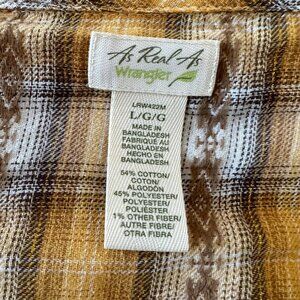 As Real As
Wrangler
LRW422M
L/G/G
MADE IN
BANGLADESH
FABRIQUÉ AU
BANGLADESH
HECHO EN
BANGLADESH
54% COTTON/
COTON/
ALGODÓN
45% POLYESTER/
POLYESTER/
POLIÉSTER
1% OTHER FIBER/
AUTRE FIBRE/
OTRA FIBRA